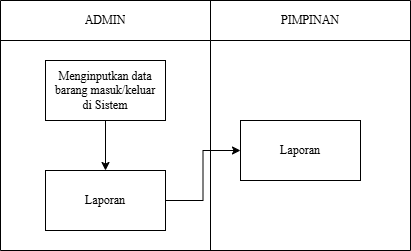 ADMIN
PIMPINAN
Menginputkan data
barang masuk/keluar
di Sistem
Laporan
Laporan